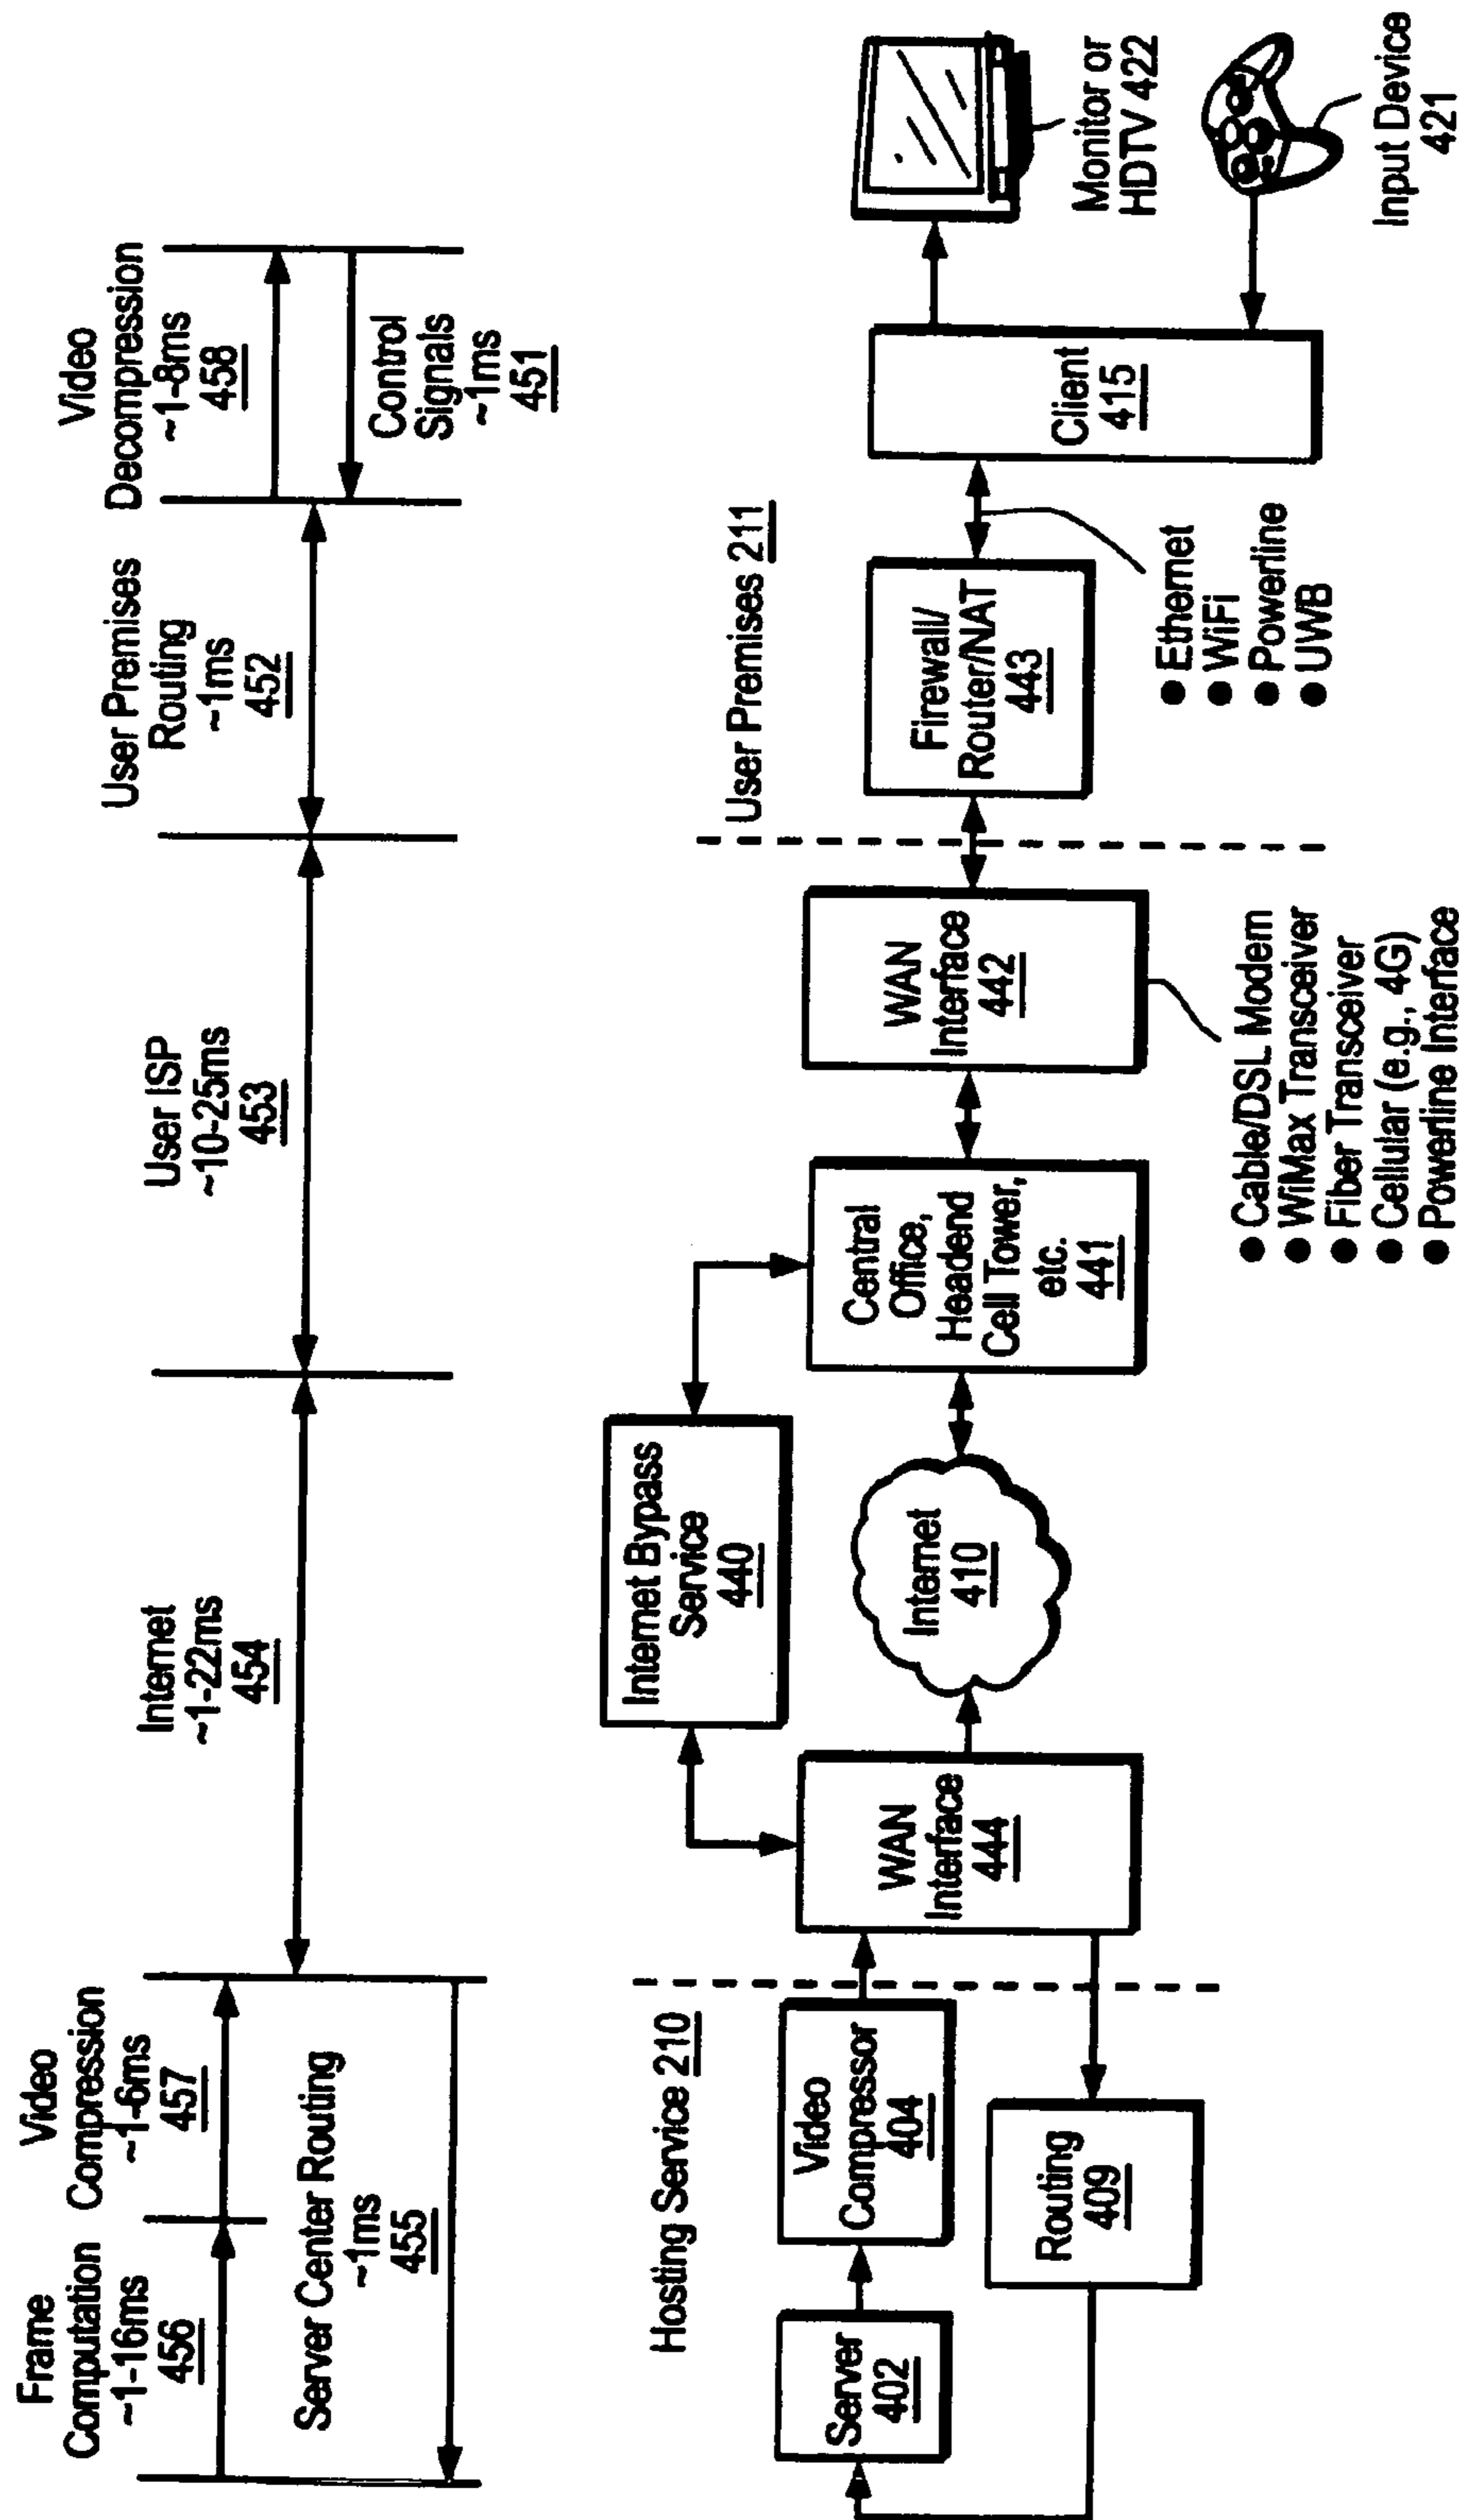 Frame
Computation
~1-16ms
456
Video
Compression
~1-6ms
457
Server Center Routing
~1ms
455
Internet
~1-22ms
454
User ISP
~10-25ms
453
User Premises
Routing
~1ms
452
Video
Decompression
~1-8ms
458
Control
Signals
~1ms
451
Hosting Service 210
Server
402
Video
Compressor
404
Routing
409
WAN
Interface
444
Internet Bypass
Service
440
Internet
410
Central
Office,
Headend
Cell Tower,
etc.
441
WAN
Interface
442
● Cable/DSL Modem
● WiMax Transceiver
● Fiber Transceiver
● Cellular (e.g., 4G)
● Powerline Interface
User Premises 211
Firewall/
Router/NAT
443
● Ethernet
● WiFi
● Powerline
● UWB
Client
415
Monitor or
HDTV 422
Input Device
421